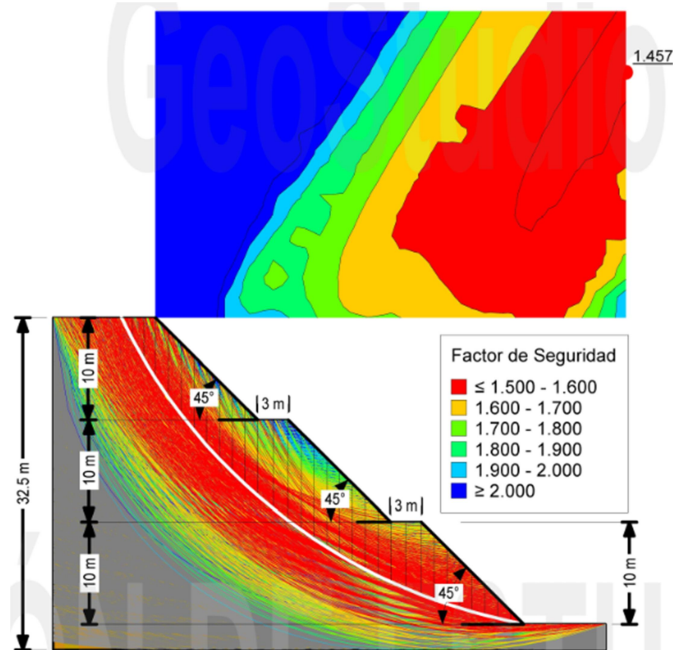 GeoStudio
1.457
Factor de Seguridad
≤ 1.500 - 1.600
1.600 - 1.700
1.700 - 1.800
1.800 - 1.900
1.900 - 2.000
≥ 2.000
10 m
45°
3 m
10 m
32.5 m
45°
3 m
10 m
45°
10 m